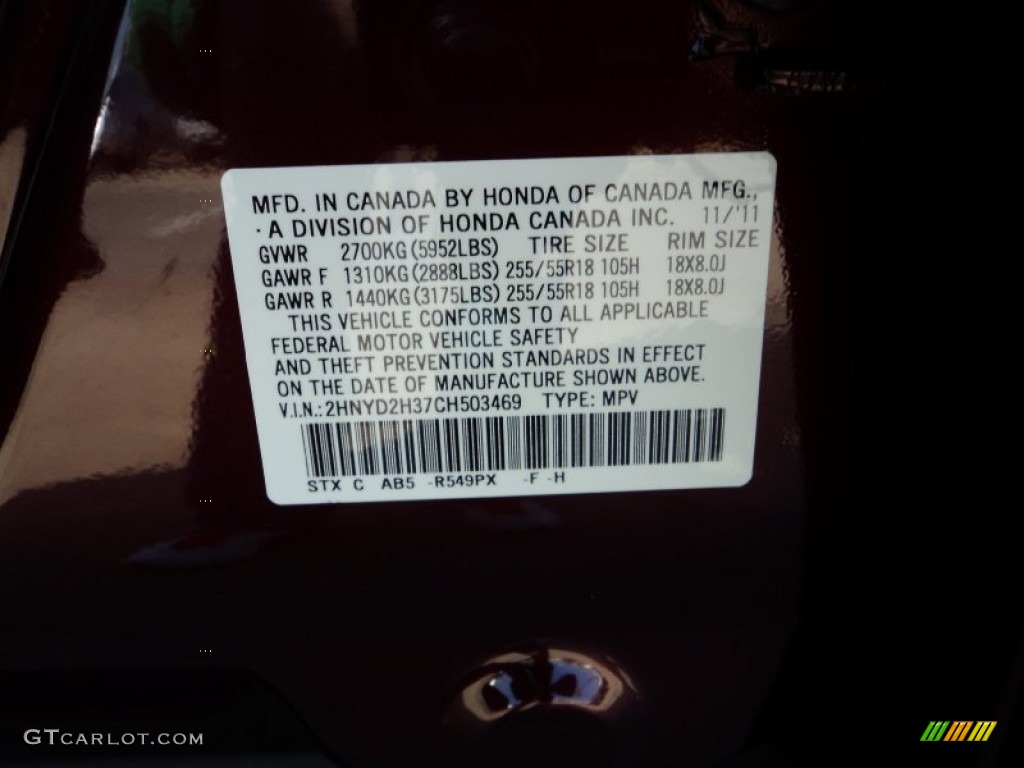 MFD. IN CANADA BY HONDA OF CANADA MFG.,
· A DIVISION OF HONDA CANADA INC. 11/'11
GVWR 2700KG (5952LBS) TIRE SIZE RIM SIZE
GAWR F 1310KG (2888LBS) 255/55R18 105H 18X8.0J
GAWR R 1440KG (3175LBS) 255/55R18 105H 18X8.0J
THIS VEHICLE CONFORMS TO ALL APPLICABLE
FEDERAL MOTOR VEHICLE SAFETY
AND THEFT PREVENTION STANDARDS IN EFFECT
ON THE DATE OF MANUFACTURE SHOWN ABOVE.
V.I.N.: 2HNYD2H37CH503469 TYPE: MPV
STX C AB5 -R549PX -F -H
GTCARLOT.COM